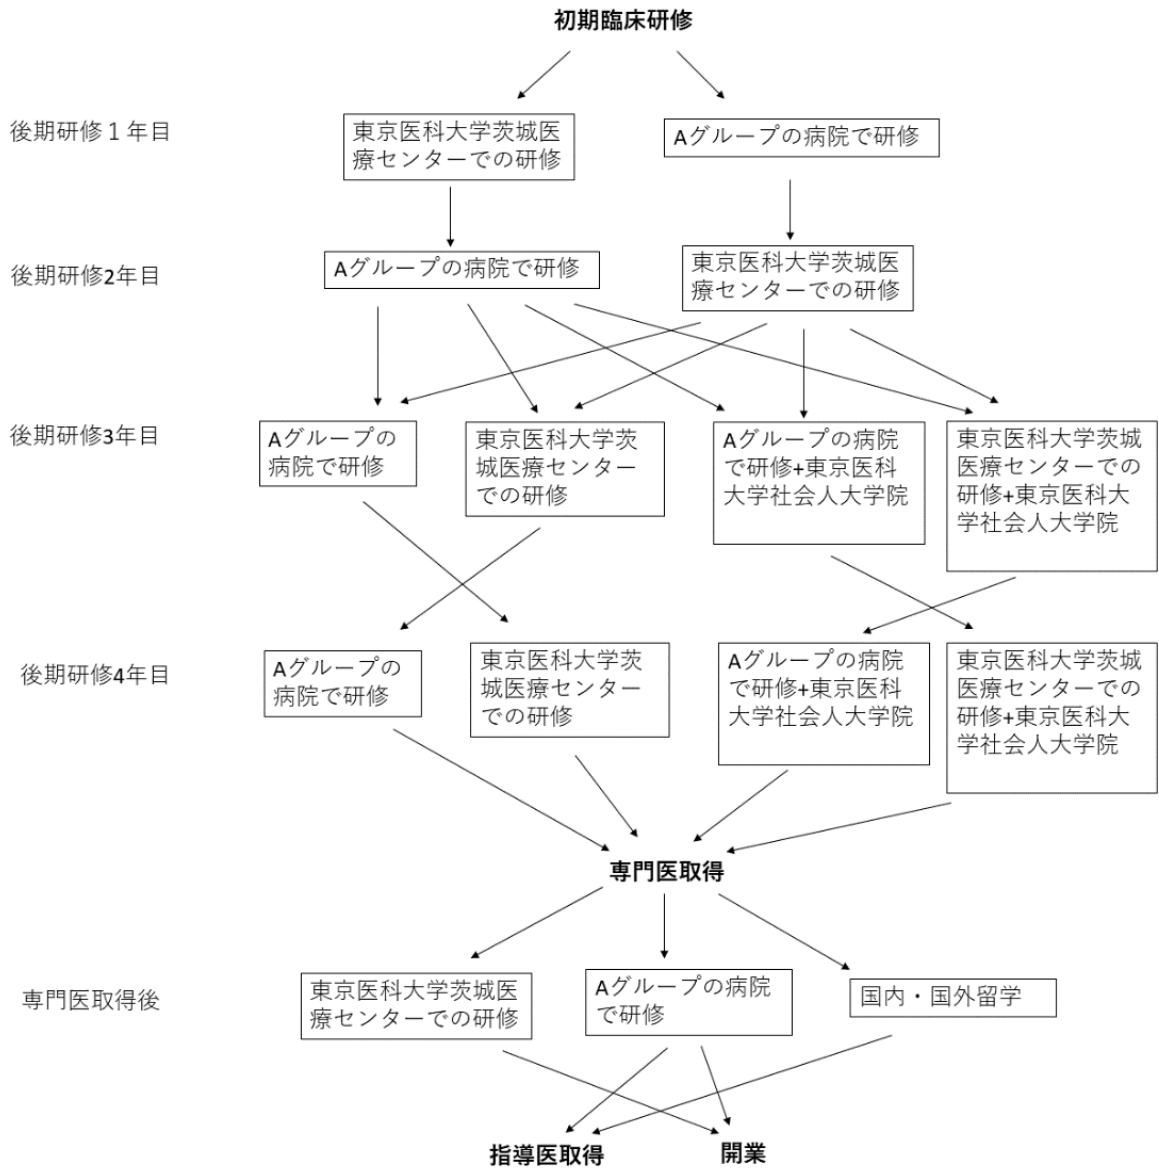 初期臨床研修
後期研修１年目
東京医科大学茨城医
療センターでの研修
Aグループの病院で研修
後期研修2年目
Aグループの病院で研修
東京医科大学茨城医
療センターでの研修
後期研修3年目
Aグループの
病院で研修
東京医科大学茨
城医療センター
での研修
Aグループの病院
で研修+東京医科
大学社会人大学院
東京医科大学茨城
医療センターでの
研修+東京医科大
学社会人大学院
後期研修4年目
Aグループの
病院で研修
東京医科大学茨
城医療センター
での研修
Aグループの病院
で研修+東京医科
大学社会人大学院
東京医科大学茨城
医療センターでの
研修+東京医科大
学社会人大学院
専門医取得
専門医取得後
東京医科大学茨城医
療センターでの研修
Aグループの病院
で研修
国内・国外留学
指導医取得
開業